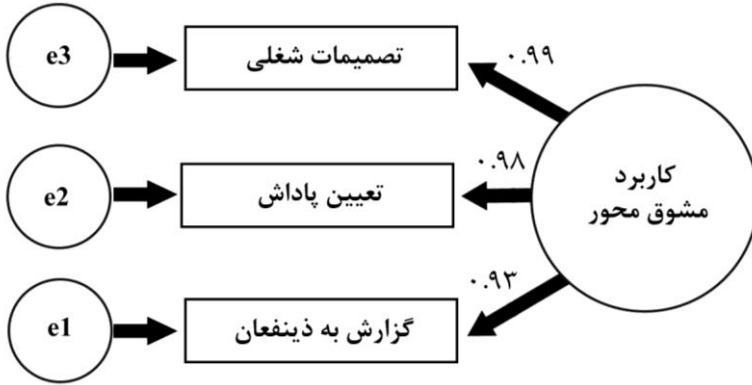 e3
تصمیمات شغلی
۰.۹۹
e2
تعیین پاداش
۰.۹۸
کاربرد
مشوق محور
e1
گزارش به ذینفعان
۰.۹۳